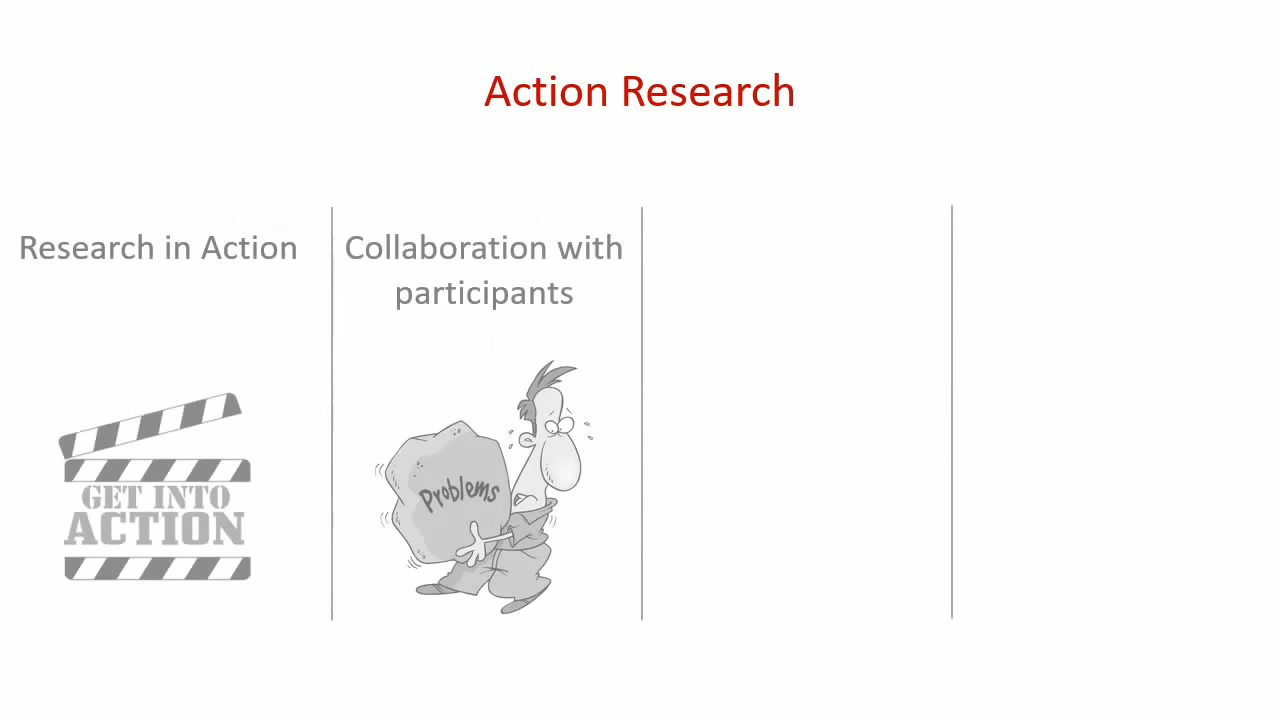 Action Research
Research in Action
Collaboration with
participants
GET INTO
ACTION
Problems